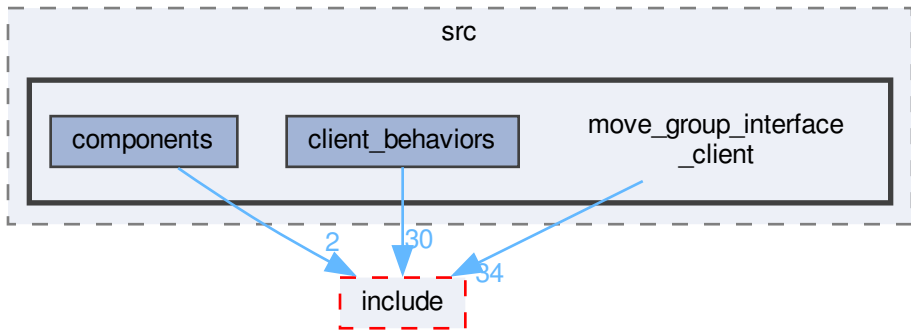 src
components
client_behaviors
move_group_interface
_client
2
30
34
include